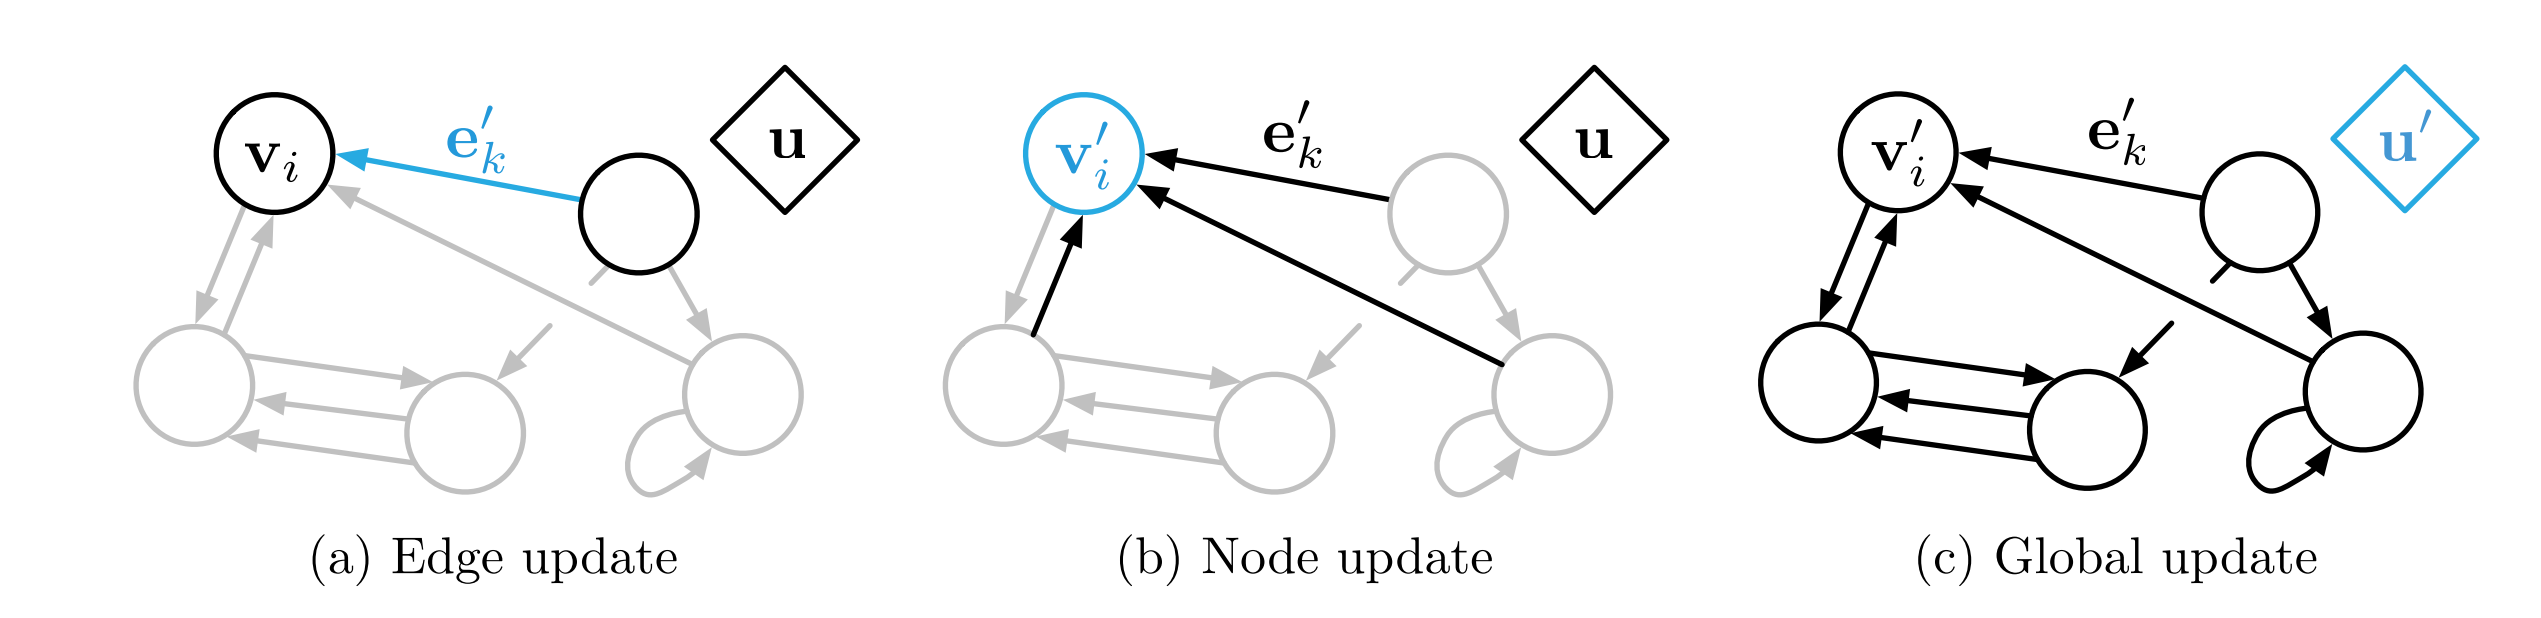 v_i e'_k u
v'_i e'_k u
v'_i e'_k u'
(a) Edge update
(b) Node update
(c) Global update